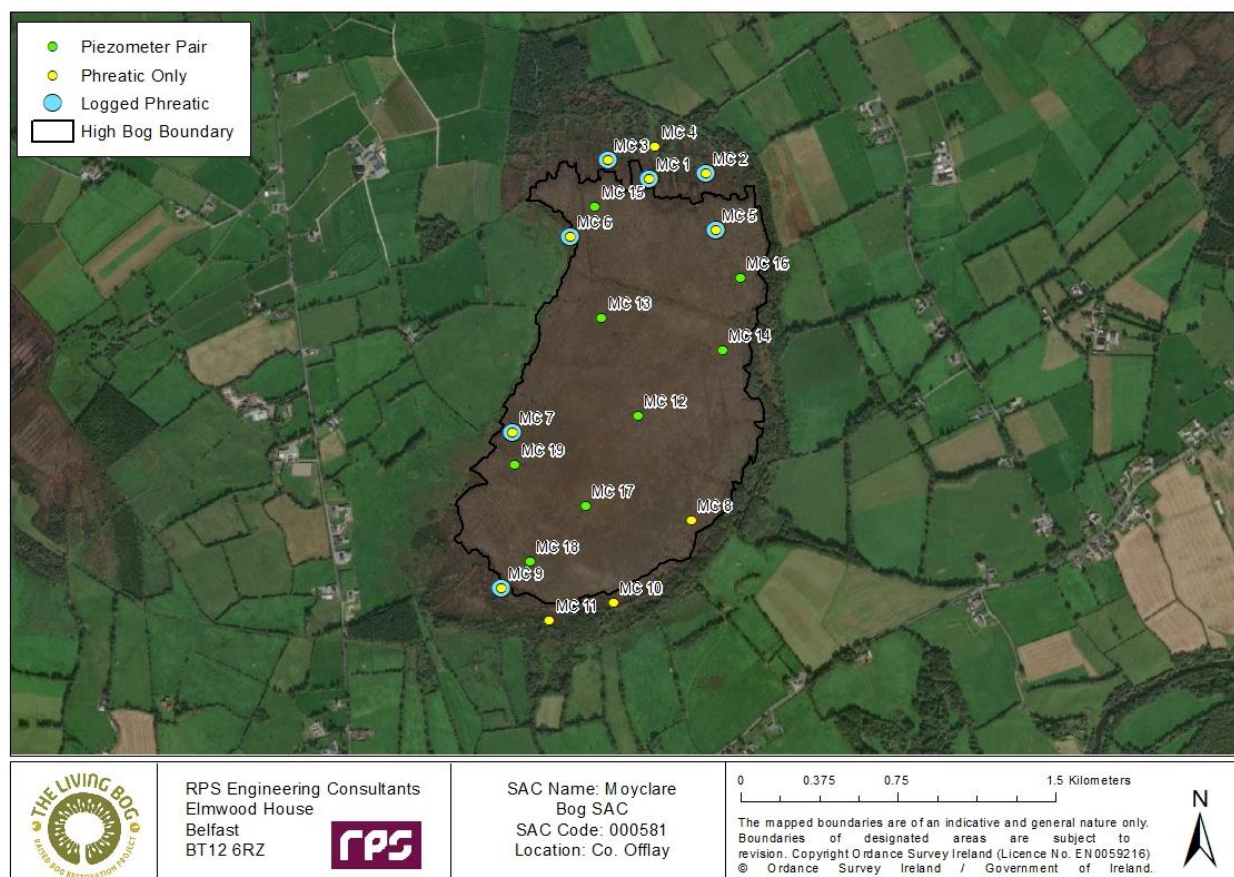 Piezometer Pair
Phreatic Only
Logged Phreatic
High Bog Boundary
MC 4
MC 3
MC 1
MC 2
MC 15
MC 5
MC 6
MC 16
MC 13
MC 14
MC 12
MC 7
MC 19
MC 17
MC 8
MC 18
MC 9
MC 10
MC 11
THE LIVING BOG
RAISED BOG RESTORATION PROJECT
RPS Engineering Consultants
Elmwood House
Belfast
BT12 6RZ
rps
SAC Name: Moyclare
Bog SAC
SAC Code: 000581
Location: Co. Offlay
0 0.375 0.75 1.5 Kilometers
The mapped boundaries are of an indicative and general nature only.
Boundaries of designated areas are subject to
revision. Copyright Ordance Survey Ireland (Licence No. EN0059216)
© Ordance Survey Ireland / Government of Ireland.
N